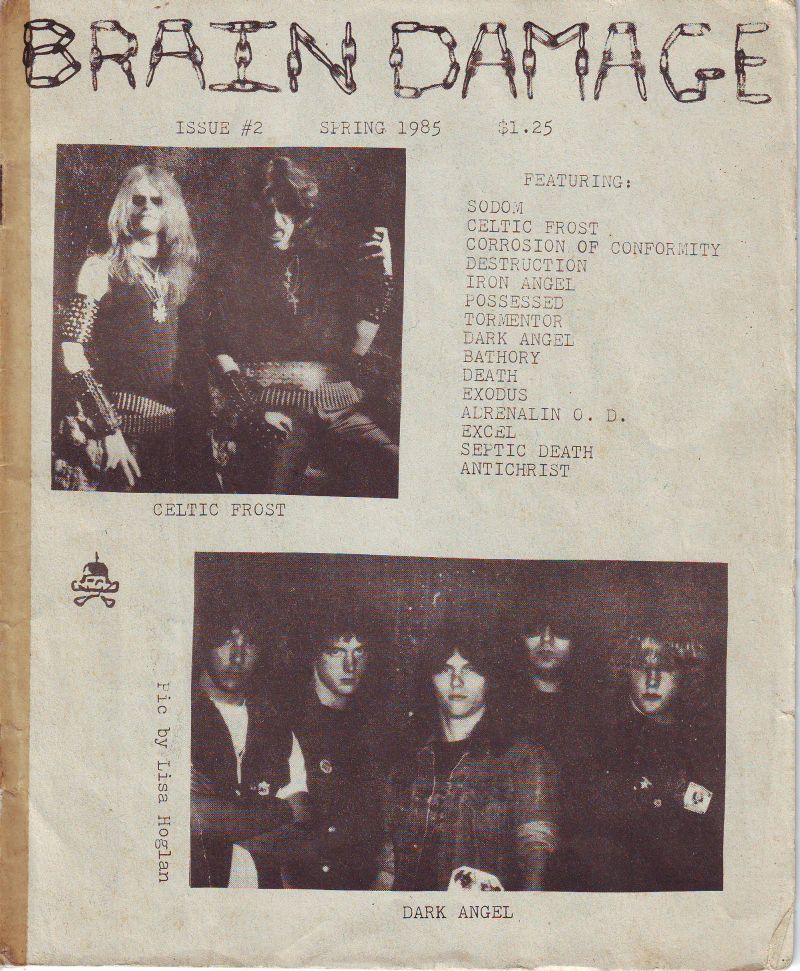 BRAIN DAMAGE
ISSUE #2 SPRING 1985 $1.25
FEATURING:
SODOM
CELTIC FROST
CORROSION OF CONFORMITY
DESTRUCTION
IRON ANGEL
POSSESSED
TORMENTOR
DARK ANGEL
BATHORY
DEATH
EXODUS
ADRENALIN O. D.
EXCEL
SEPTIC DEATH
ANTICHRIST
CELTIC FROST
Pic by Lisa Hoglan
DARK ANGEL